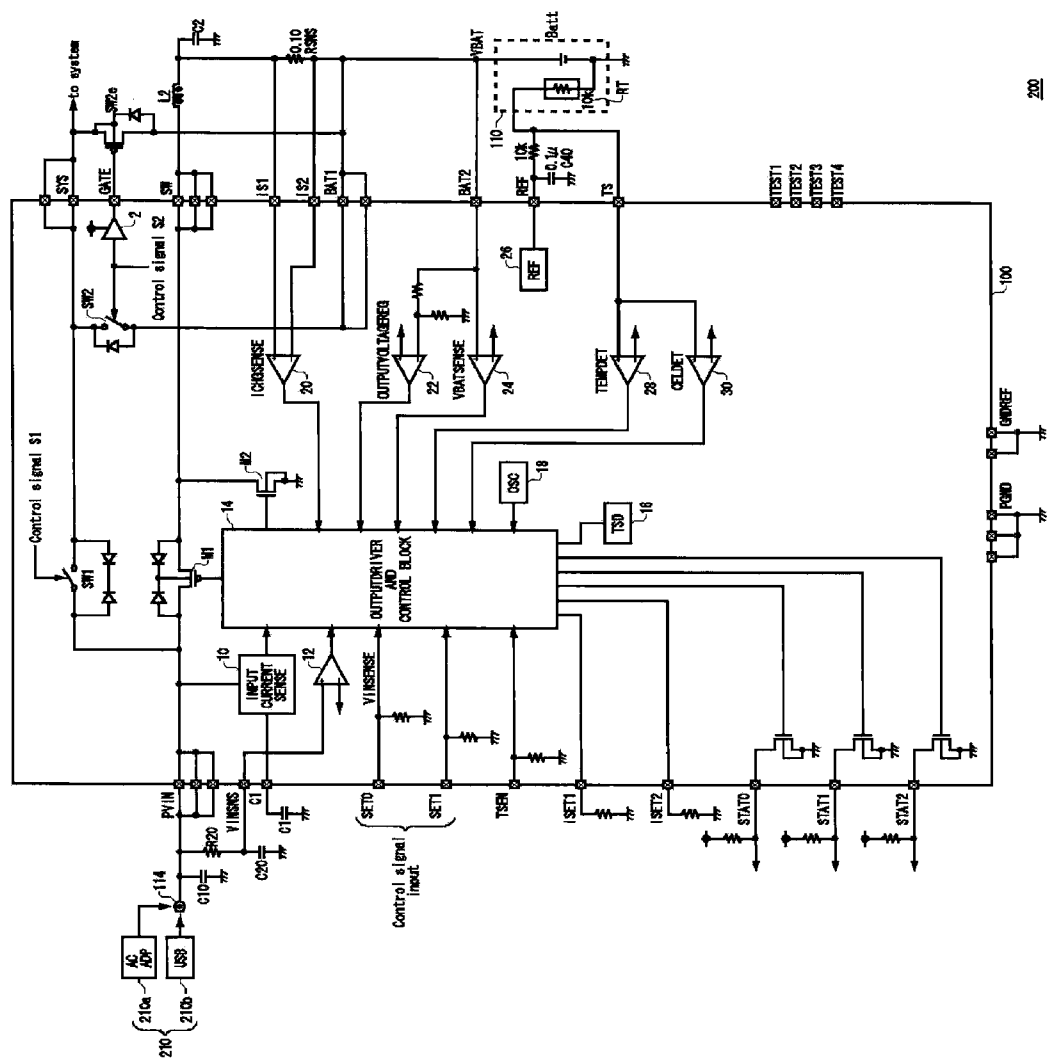 200
to system
SYS
SW2e
GATE
2
Control signal S2
SW2
L2
C2
SW
IS1
0.10
RSNS
IS2
BAT1
VBAT
Batt
BAT2
110
10k
RT
10k
0.1μ
C40
REF
26
REF
TS
TEST1
TEST2
TEST3
TEST4
100
Control signal S1
SW1
M1
M2
14
ICHGSENSE
20
OUTPUTVOLTAGEREG
22
VBATSENSE
24
TEMPDET
28
CELDET
30
OSC
18
TSD
16
OUTPUTDRIVER
AND
CONTROL BLOCK
GNDREF
PGND
10
INPUT
CURRENT
SENSE
12
VINSENSE
PVIN
VINSNS
C1
C1
SET0
SET1
TSEN
ISET1
ISET2
STAT0
STAT1
STAT2
Control signal
input
R20
C20
C10
114
AC
ADP
USB
210a
210b
210